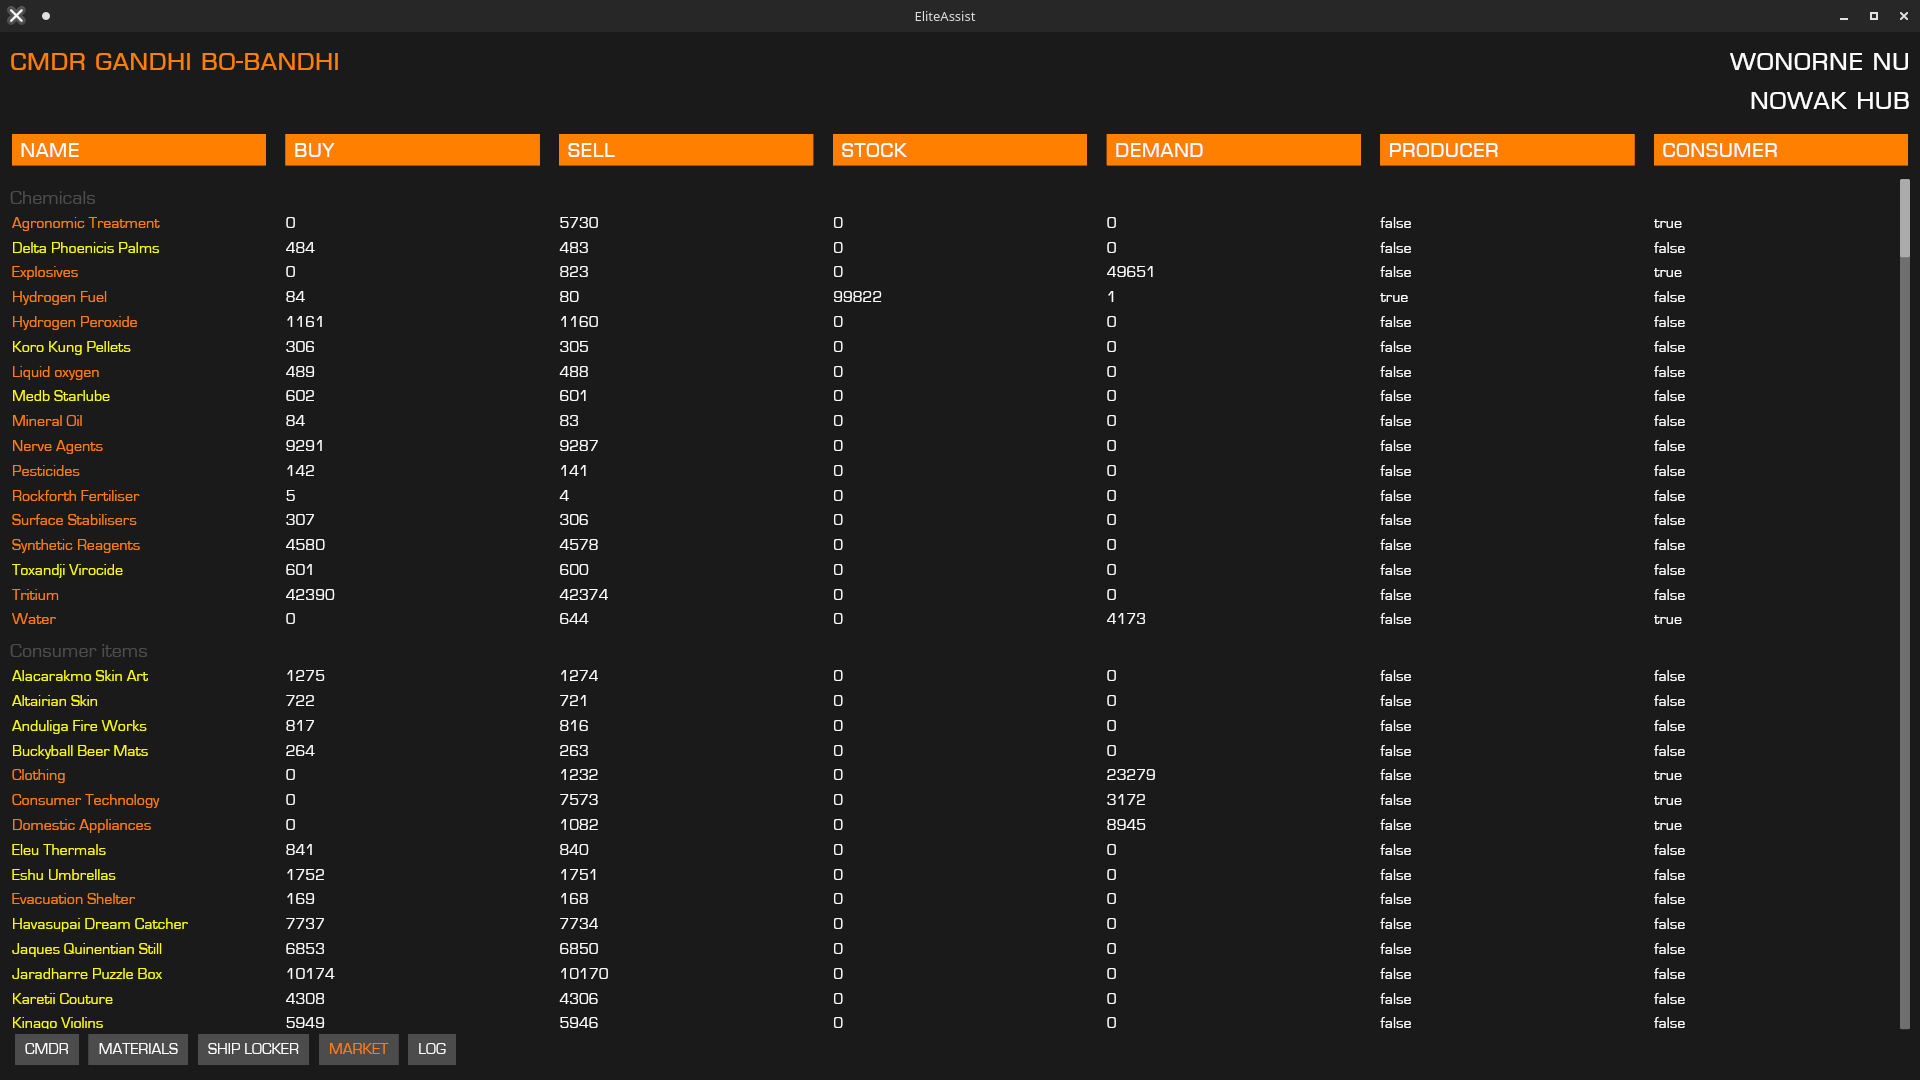 EliteAssist
CMDR GANDHI BO-BANDHI
WONORNE NU
NOWAK HUB
NAME BUY SELL STOCK DEMAND PRODUCER CONSUMER
Chemicals
Agronomic Treatment 0 5730 0 0 false true
Delta Phoenicis Palms 484 483 0 0 false false
Explosives 0 823 0 49651 false true
Hydrogen Fuel 84 80 99822 1 true false
Hydrogen Peroxide 1161 1160 0 0 false false
Koro Kung Pellets 306 305 0 0 false false
Liquid oxygen 489 488 0 0 false false
Medb Starlube 602 601 0 0 false false
Mineral Oil 84 83 0 0 false false
Nerve Agents 9291 9287 0 0 false false
Pesticides 142 141 0 0 false false
Rockforth Fertiliser 5 4 0 0 false false
Surface Stabilisers 307 306 0 0 false false
Synthetic Reagents 4580 4578 0 0 false false
Toxandji Virocide 601 600 0 0 false false
Tritium 42390 42374 0 0 false false
Water 0 644 0 4173 false true
Consumer items
Alacarakmo Skin Art 1275 1274 0 0 false false
Altairian Skin 722 721 0 0 false false
Anduliga Fire Works 817 816 0 0 false false
Buckyball Beer Mats 264 263 0 0 false false
Clothing 0 1232 0 23279 false true
Consumer Technology 0 7573 0 3172 false true
Domestic Appliances 0 1082 0 8945 false true
Eleu Thermals 841 840 0 0 false false
Eshu Umbrellas 1752 1751 0 0 false false
Evacuation Shelter 169 168 0 0 false false
Havasupai Dream Catcher 7737 7734 0 0 false false
Jaques Quinentian Still 6853 6850 0 0 false false
Jaradharre Puzzle Box 10174 10170 0 0 false false
Karetii Couture 4308 4306 0 0 false false
Kinago Violins 5949 5946 0 0 false false
CMDR MATERIALS SHIP LOCKER MARKET LOG